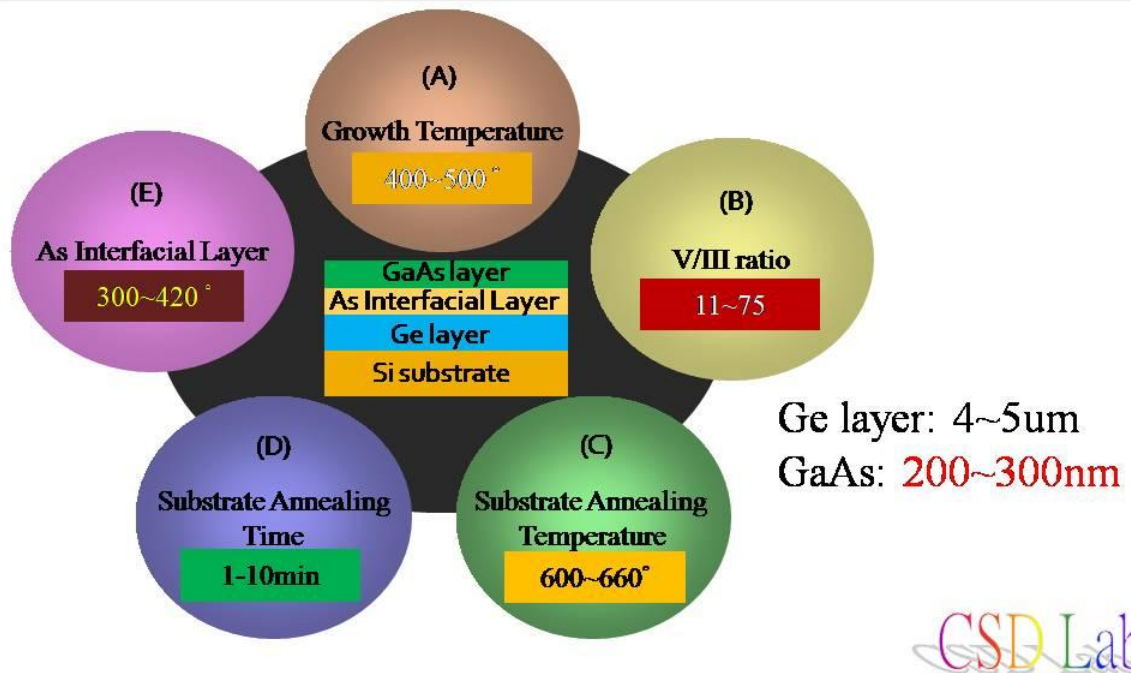 (A)
Growth Temperature
400~500°
(E)
As Interfacial Layer
300~420°
(B)
V/III ratio
11~75
GaAs layer
As Interfacial Layer
Ge layer
Si substrate
Ge layer: 4~5um
GaAs: 200~300nm
(D)
Substrate Annealing
Time
1-10min
(C)
Substrate Annealing
Temperature
600~660°
CSD Lab